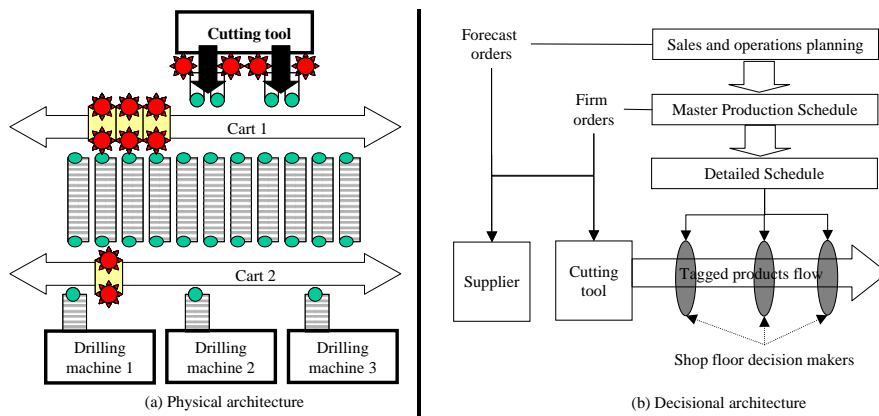 Cutting tool
Cart 1
Cart 2
Drilling
machine 1
Drilling
machine 2
Drilling
machine 3
(a) Physical architecture
Forecast
orders
Sales and operations planning
Firm
orders
Master Production Schedule
Detailed Schedule
Supplier
Cutting
tool
Tagged products flow
Shop floor decision makers
(b) Decisional architecture